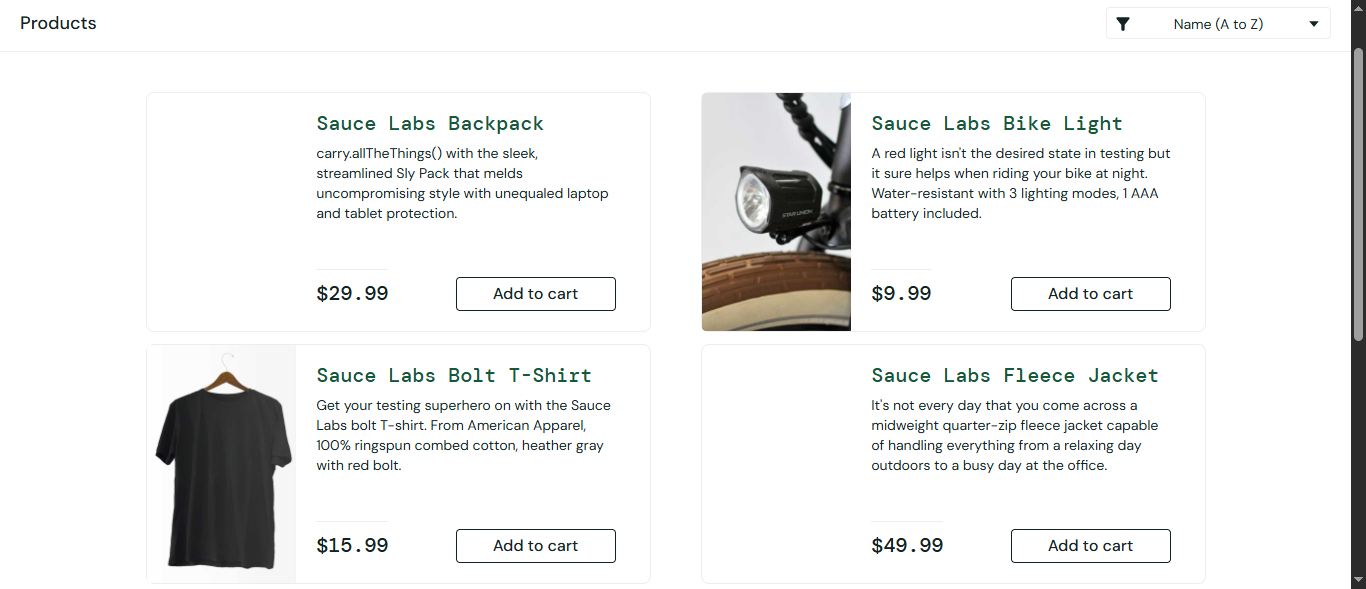 Products
Name (A to Z)
Sauce Labs Backpack
carry.allTheThings() with the sleek,
streamlined Sly Pack that melds
uncompromising style with unequaled laptop
and tablet protection.
$29.99
Add to cart
Sauce Labs Bike Light
A red light isn't the desired state in testing but
it sure helps when riding your bike at night.
Water-resistant with 3 lighting modes, 1 AAA
battery included.
STAR UNION
$9.99
Add to cart
Sauce Labs Bolt T-Shirt
Get your testing superhero on with the Sauce
Labs bolt T-shirt. From American Apparel,
100% ringspun combed cotton, heather gray
with red bolt.
$15.99
Add to cart
Sauce Labs Fleece Jacket
It's not every day that you come across a
midweight quarter-zip fleece jacket capable
of handling everything from a relaxing day
outdoors to a busy day at the office.
$49.99
Add to cart